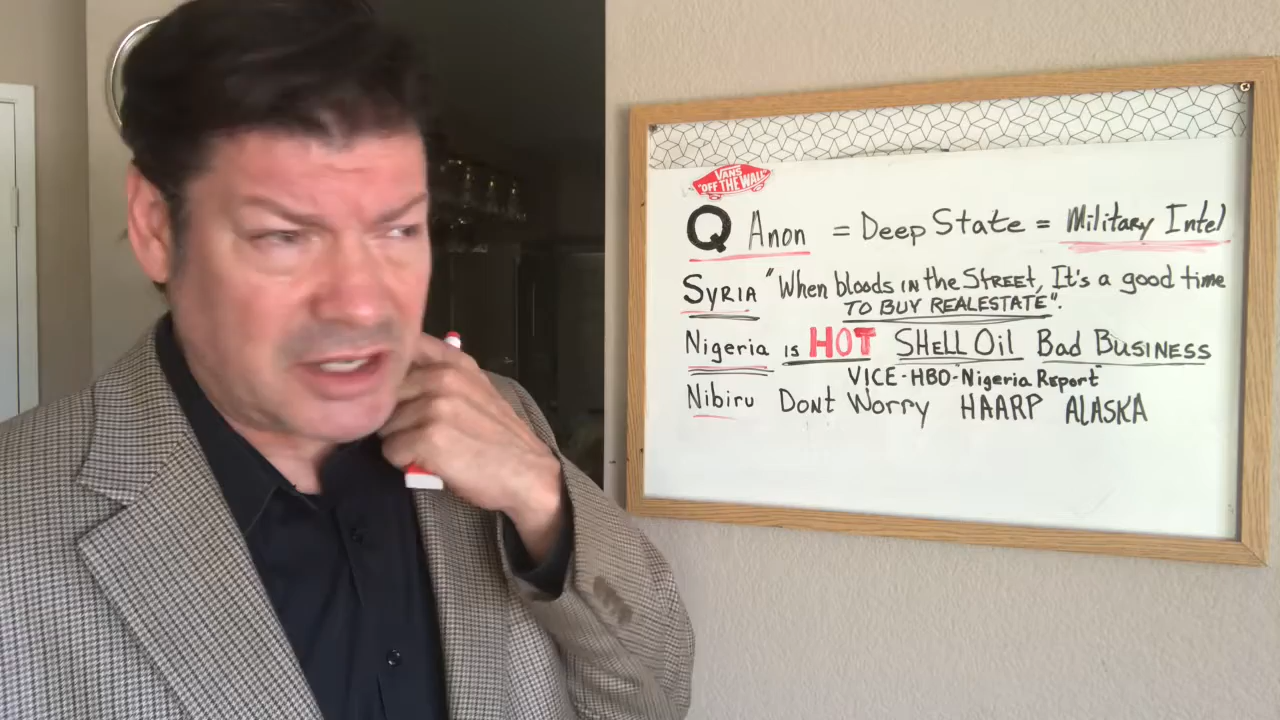 VANS
"OFF THE WALL"
Q Anon = Deep State = Military Intel
SYRIA "When bloods IN the STREET, It's a good time
TO BUY REALESTATE".
Nigeria is HOT SHELL Oil Bad BUSINESS
VICE-HBO-Nigeria Report
Nibiru Dont Worry HAARP ALASKA